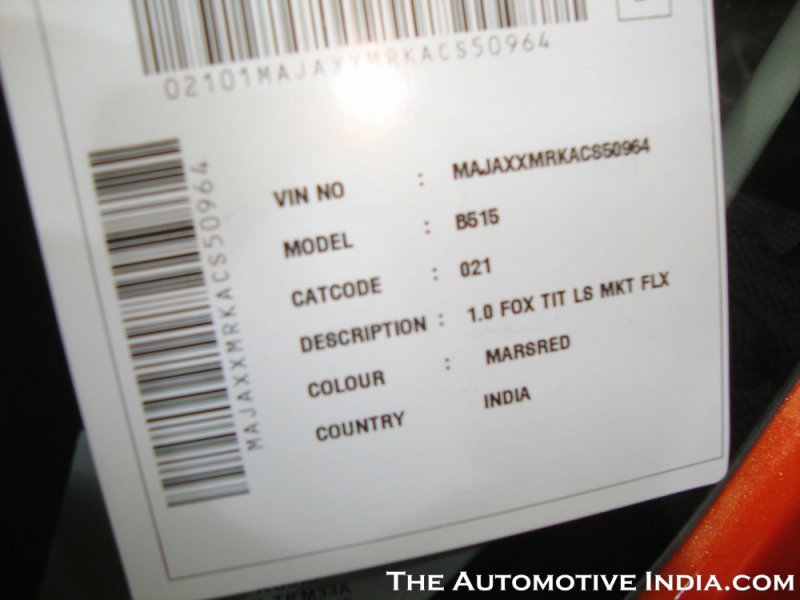 02101MAJAXXMRKACS50964
MAJAXXMRKACS50964
VIN NO : MAJAXXMRKACS50964
MODEL : B515
CATCODE : 021
DESCRIPTION : 1.0 FOX TIT LS MKT FLX
COLOUR : MARSRED
COUNTRY INDIA
THE AUTOMOTIVE INDIA.COM